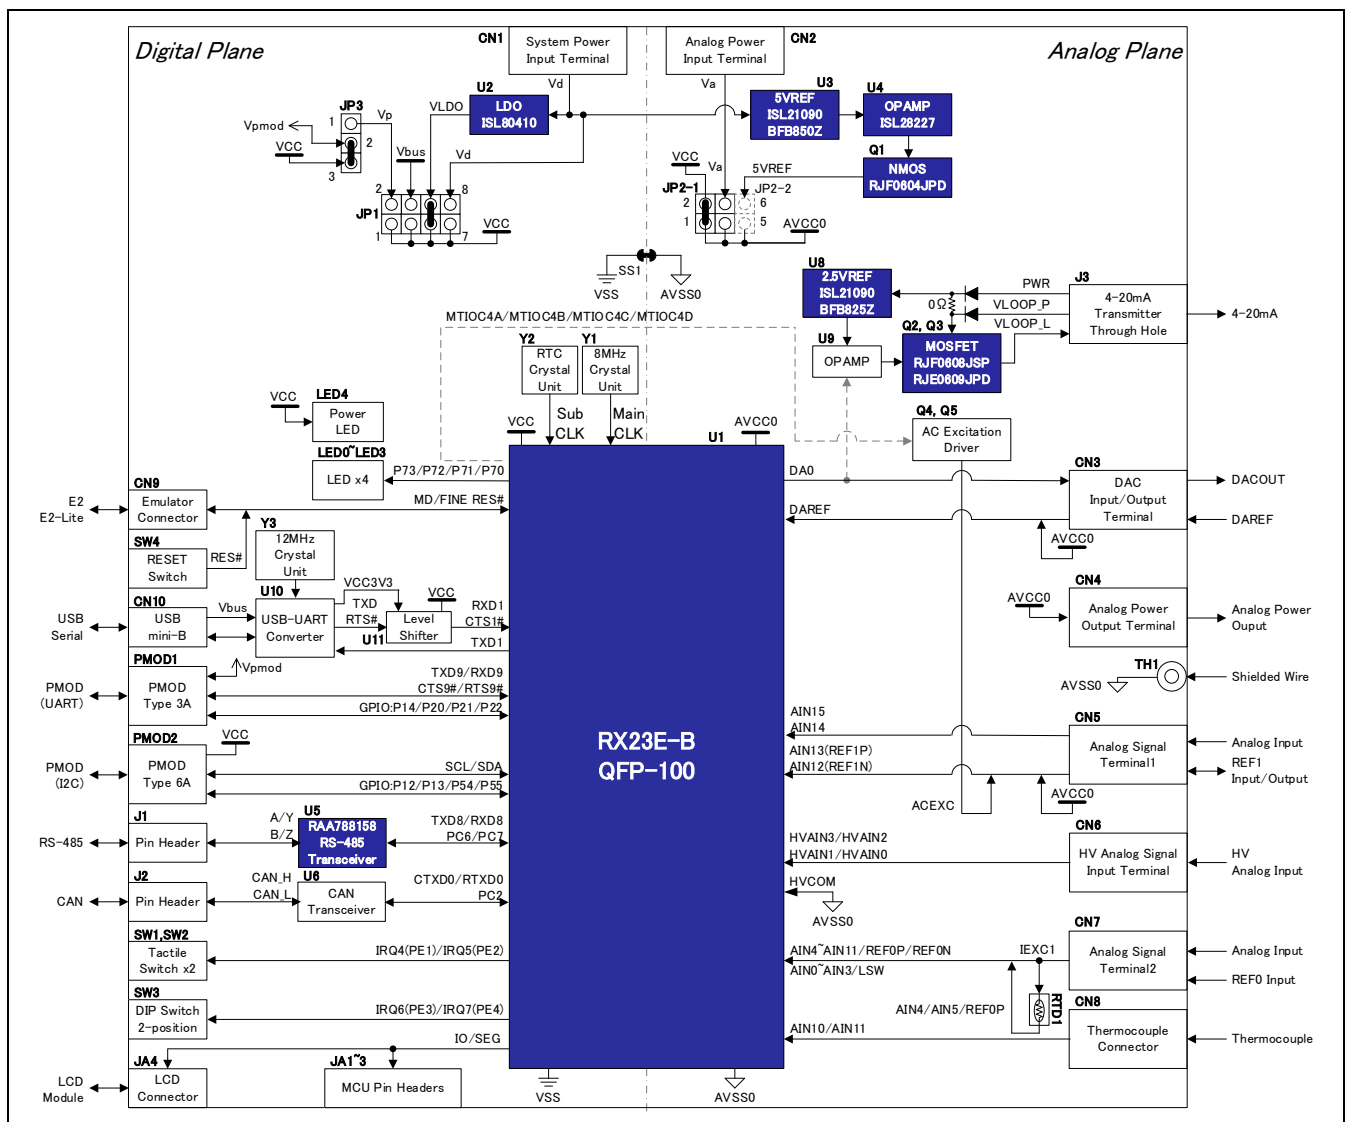 Digital Plane
Analog Plane
CN1
System Power
Input Terminal
Analog Power
Input Terminal
CN2
Vd
Va
U2
LDO
ISL80410
VLDO
U3
5VREF
ISL21090
BFB850Z
U4
OPAMP
ISL28227
Q1
NMOS
RJF0604JPD
JP3
1
2
3
Vp
Vpmod
VCC
Vbus
Vd
2
8
JP1
1
7
VCC
VCC
Va
5VREF
JP2-1
JP2-2
2
6
1
5
AVCC0
SS1
VSS
AVSS0
U8
2.5VREF
ISL21090
BFB825Z
0Ω
PWR
VLOOP_P
VLOOP_L
J3
4-20mA
Transmitter
Through Hole
4-20mA
Q2, Q3
MOSFET
RJF0608JSP
RJE0609JPD
U9
OPAMP
MTIOC4A/MTIOC4B/MTIOC4C/MTIOC4D
Y2
RTC
Crystal
Unit
Y1
8MHz
Crystal
Unit
Sub
CLK
Main
CLK
VCC
LED4
Power
LED
VCC
U1
AVCC0
Q4, Q5
AC Excitation
Driver
LED0~LED3
LED x4
P73/P72/P71/P70
DA0
CN3
DAC
Input/Output
Terminal
DACOUT
DAREF
DAREF
AVCC0
E2
E2-Lite
CN9
Emulator
Connector
MD/FINE RES#
SW4
RESET
Switch
RES#
Y3
12MHz
Crystal
Unit
USB
Serial
CN10
USB
mini-B
Vbus
U10
USB-UART
Converter
VCC3V3
TXD
RTS#
U11
VCC
Level
Shifter
RXD1
CTS1#
TXD1
AVCC0
CN4
Analog Power
Output Terminal
Analog Power
Ouput
PMOD
(UART)
PMOD1
PMOD
Type 3A
Vpmod
TXD9/RXD9
CTS9#/RTS9#
GPIO:P14/P20/P21/P22
AVSS0
TH1
Shielded Wire
RX23E-B
QFP-100
PMOD
(I2C)
PMOD2
PMOD
Type 6A
VCC
SCL/SDA
GPIO:P12/P13/P54/P55
AIN15
AIN14
AIN13(REF1P)
AIN12(REF1N)
ACEXC
AVCC0
CN5
Analog Signal
Terminal1
Analog Input
REF1
Input/Output
RS-485
J1
Pin Header
A/Y
B/Z
U5
RAA788158
RS-485
Transceiver
TXD8/RXD8
PC6/PC7
HVAIN3/HVAIN2
HVAIN1/HVAIN0
CN6
HV Analog Signal
Input Terminal
HV
Analog Input
HVCOM
AVSS0
CAN
J2
Pin Header
CAN_H
CAN_L
U6
CAN
Transceiver
CTXD0/RTXD0
PC2
SW1,SW2
Tactile
Switch x2
IRQ4(PE1)/IRQ5(PE2)
AIN4~AIN11/REF0P/REF0N
AIN0~AIN3/LSW
IEXC1
AIN4/AIN5/REF0P
RTD1
CN7
Analog Signal
Terminal2
Analog Input
REF0 Input
SW3
DIP Switch
2-position
IRQ6(PE3)/IRQ7(PE4)
AIN10/AIN11
CN8
Thermocouple
Connector
Thermocouple
IO/SEG
LCD
Module
JA4
LCD
Connector
JA1~3
MCU Pin Headers
VSS
AVSS0